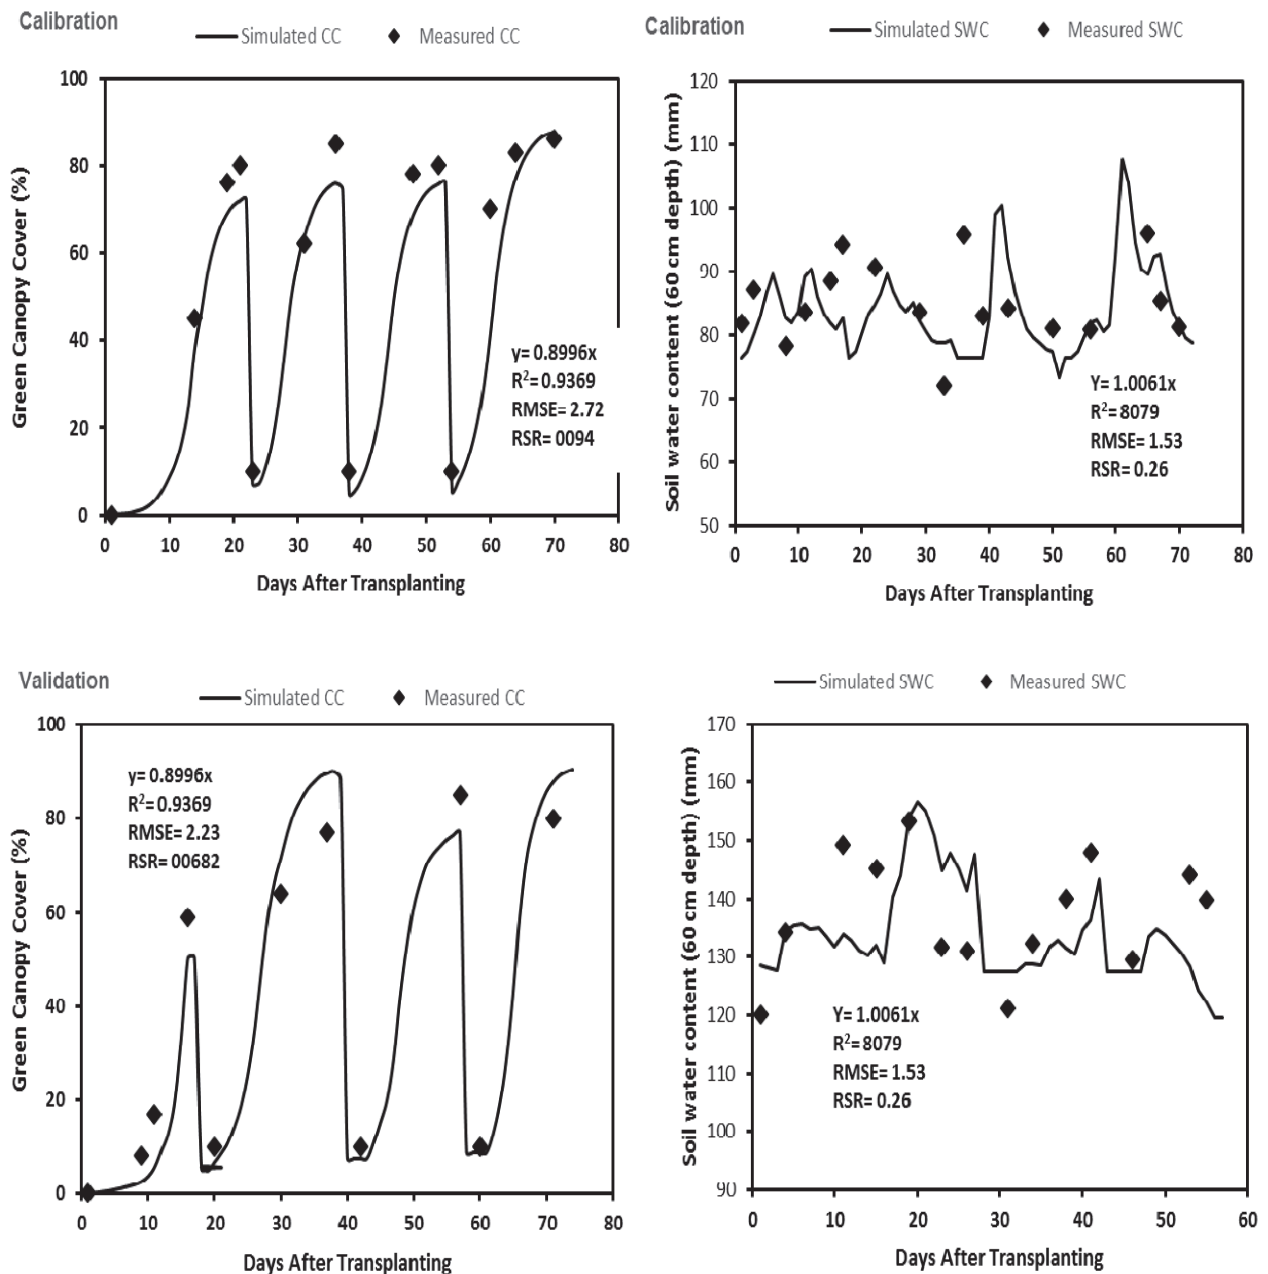 Calibration
Simulated CC Measured CC
Green Canopy Cover (%)
100
80
60
40
20
0
y= 0.8996x
R²= 0.9369
RMSE= 2.72
RSR= 0094
0 10 20 30 40 50 60 70 80
Days After Transplanting
Calibration
Simulated SWC Measured SWC
Soil water content (60 cm depth) (mm)
120
110
100
90
80
70
60
50
Y= 1.0061x
R²= 8079
RMSE= 1.53
RSR= 0.26
0 10 20 30 40 50 60 70 80
Days After Transplanting
Validation
Simulated CC Measured CC
Green Canopy Cover (%)
100
80
60
40
20
0
y= 0.8996x
R²= 0.9369
RMSE= 2.23
RSR= 00682
0 10 20 30 40 50 60 70 80
Days After Transplanting
Simulated SWC Measured SWC
Soil water content (60 cm depth) (mm)
170
160
150
140
130
120
110
100
90
Y= 1.0061x
R²= 8079
RMSE= 1.53
RSR= 0.26
0 10 20 30 40 50 60
Days After Transplanting